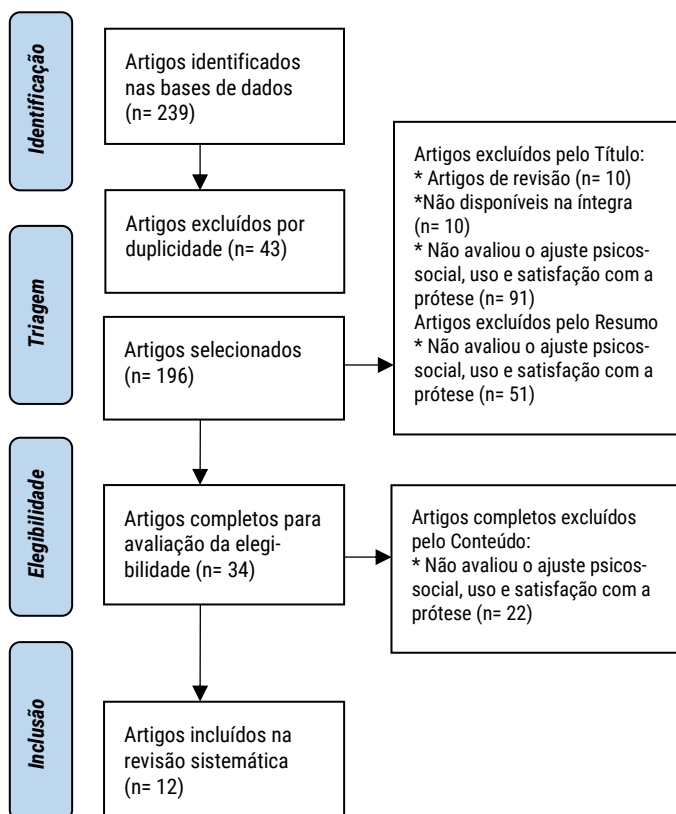 Identificação
Artigos identificados
nas bases de dados
(n= 239)
Artigos excluídos por
duplicidade (n= 43)
Triagem
Artigos selecionados
(n= 196)
Artigos excluídos pelo Título:
* Artigos de revisão (n= 10)
*Não disponíveis na íntegra
(n= 10)
* Não avaliou o ajuste psicos-
social, uso e satisfação com a
prótese (n= 91)
Artigos excluídos pelo Resumo
* Não avaliou o ajuste psicos-
social, uso e satisfação com a
prótese (n= 51)
Elegibilidade
Artigos completos para
avaliação da elegi-
bilidade (n= 34)
Artigos completos excluídos
pelo Conteúdo:
* Não avaliou o ajuste psicos-
social, uso e satisfação com a
prótese (n= 22)
Inclusão
Artigos incluídos na
revisão sistemática
(n= 12)